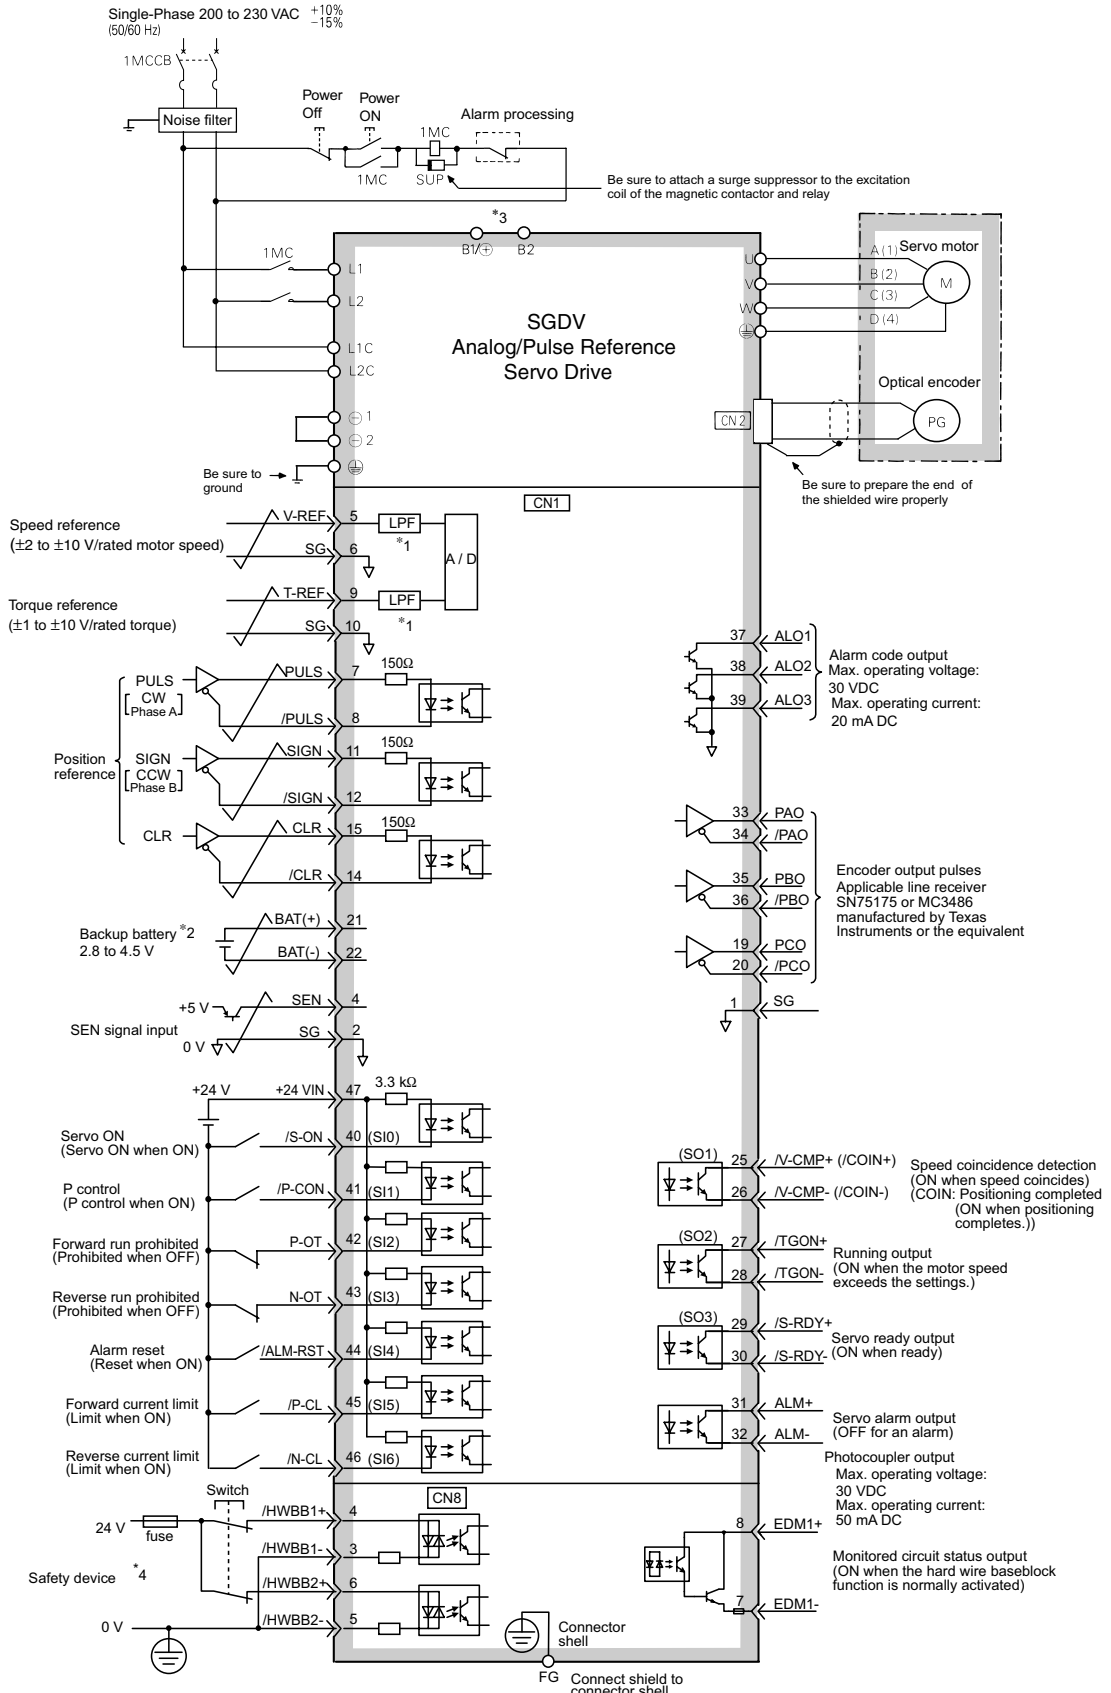 Single-Phase 200 to 230 VAC +10% −15%
(50/60 Hz)
1MCCB
Noise filter
Power Off
Power ON
Alarm processing
1MC
1MC
SUP
Be sure to attach a surge suppressor to the excitation
coil of the magnetic contactor and relay
*3
B1/⊕ B2
1MC
L1
L2
L1C
L2C
⊖ 1
⊖ 2
Be sure to
ground
SGDV
Analog/Pulse Reference
Servo Drive
U
V
W
A (1)
B (2)
C (3)
D (4)
Servo motor
M
Optical encoder
CN 2
PG
Be sure to prepare the end of
the shielded wire properly
CN1
Speed reference
(±2 to ±10 V/rated motor speed)
V-REF 5
SG 6
LPF
*1
A / D
Torque reference
(±1 to ±10 V/rated torque)
T-REF 9
SG 10
LPF
*1
Position
reference
PULS
CW
Phase A
PULS 7
/PULS 8
150Ω
SIGN
CCW
Phase B
SIGN 11
/SIGN 12
150Ω
CLR
CLR 15
/CLR 14
150Ω
Backup battery *2
2.8 to 4.5 V
BAT(+) 21
BAT(-) 22
+5 V
SEN 4
SEN signal input
0 V
SG 2
+24 V
+24 VIN 47
3.3 kΩ
Servo ON
(Servo ON when ON)
/S-ON 40 (SI0)
P control
(P control when ON)
/P-CON 41 (SI1)
Forward run prohibited
(Prohibited when OFF)
P-OT 42 (SI2)
Reverse run prohibited
(Prohibited when OFF)
N-OT 43 (SI3)
Alarm reset
(Reset when ON)
/ALM-RST 44 (SI4)
Forward current limit
(Limit when ON)
/P-CL 45 (SI5)
Reverse current limit
(Limit when ON)
/N-CL 46 (SI6)
37 ALO1
38 ALO2
39 ALO3
Alarm code output
Max. operating voltage:
30 VDC
Max. operating current:
20 mA DC
33 PAO
34 /PAO
35 PBO
36 /PBO
19 PCO
20 /PCO
Encoder output pulses
Applicable line receiver
SN75175 or MC3486
manufactured by Texas
Instruments or the equivalent
1 SG
(SO1) 25 /V-CMP+ (/COIN+)
26 /V-CMP- (/COIN-)
Speed coincidence detection
(ON when speed coincides)
(COIN: Positioning completed
(ON when positioning
completes.))
(SO2) 27 /TGON+
28 /TGON-
Running output
(ON when the motor speed
exceeds the settings.)
(SO3) 29 /S-RDY+
30 /S-RDY-
Servo ready output
(ON when ready)
31 ALM+
32 ALM-
Servo alarm output
(OFF for an alarm)
Photocoupler output
Max. operating voltage:
30 VDC
Max. operating current:
50 mA DC
CN8
Switch
24 V
fuse
/HWBB1+ 4
/HWBB1- 3
Safety device *4
/HWBB2+ 6
/HWBB2- 5
0 V
8 EDM1+
7 EDM1-
Monitored circuit status output
(ON when the hard wire baseblock
function is normally activated)
Connector
shell
FG
Connect shield to
connector shell